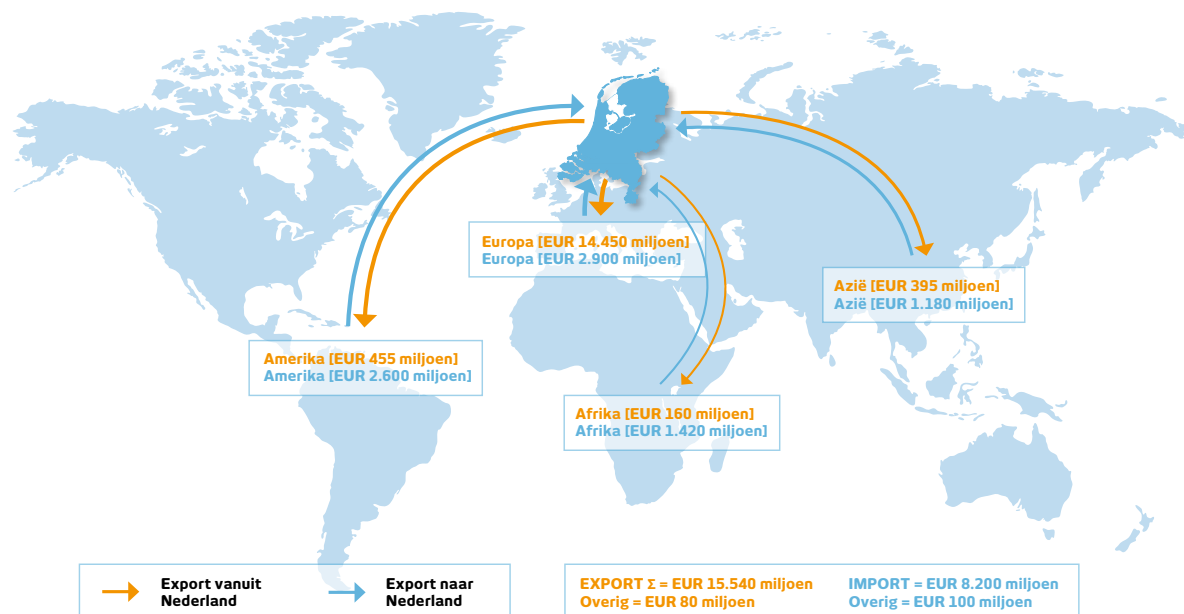 Europa [EUR 14.450 miljoen]
Europa [EUR 2.900 miljoen]
Azië [EUR 395 miljoen]
Azië [EUR 1.180 miljoen]
Amerika [EUR 455 miljoen]
Amerika [EUR 2.600 miljoen]
Afrika [EUR 160 miljoen]
Afrika [EUR 1.420 miljoen]
Export vanuit
Nederland
Export naar
Nederland
EXPORT Σ = EUR 15.540 miljoen
Overig = EUR 80 miljoen
IMPORT = EUR 8.200 miljoen
Overig = EUR 100 miljoen